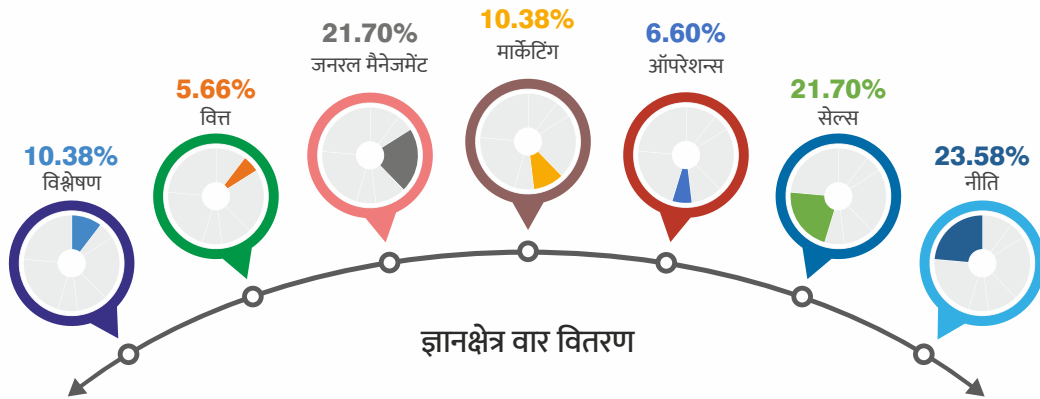 10.38%
विश्लेषण
5.66%
वित्त
21.70%
जनरल मैनेजमेंट
10.38%
मार्केटिंग
6.60%
ऑपरेशन्स
21.70%
सेल्स
23.58%
नीति
ज्ञानक्षेत्र वार वितरण